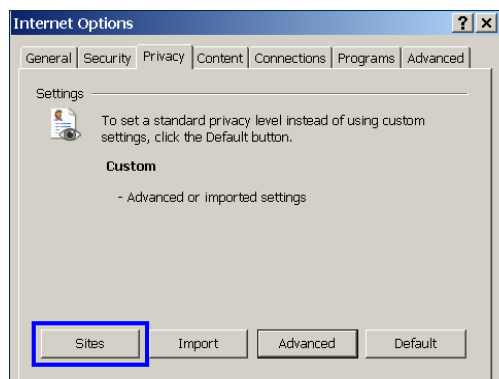 Internet Options ? ×
General Security Privacy Content Connections Programs Advanced
Settings
To set a standard privacy level instead of using custom
settings, click the Default button.
Custom
- Advanced or imported settings
Sites Import Advanced Default